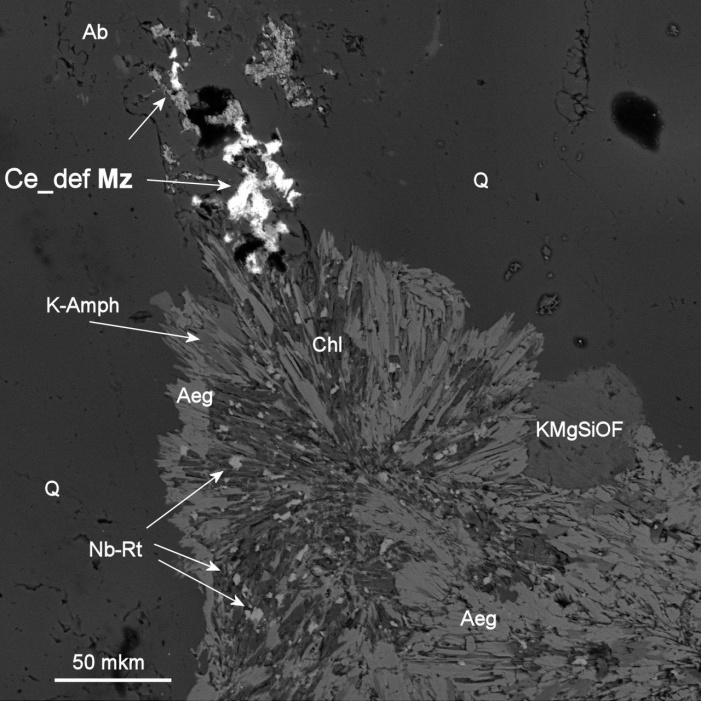 Ab
Ce_def Mz
Q
K-Amph
Chl
Aeg
KMgSiOF
Q
Nb-Rt
Aeg
50 mkm